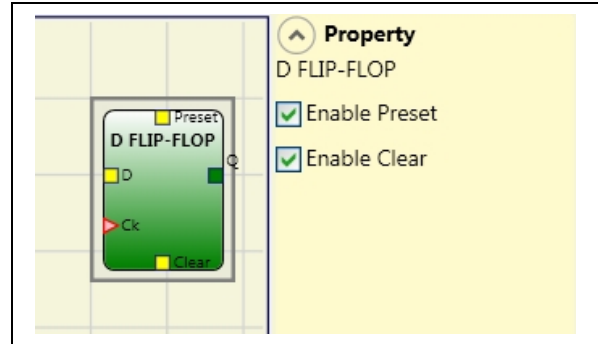 Property
D FLIP-FLOP
Enable Preset
Enable Clear
Preset
D FLIP-FLOP
Q
D
Ck
Clear